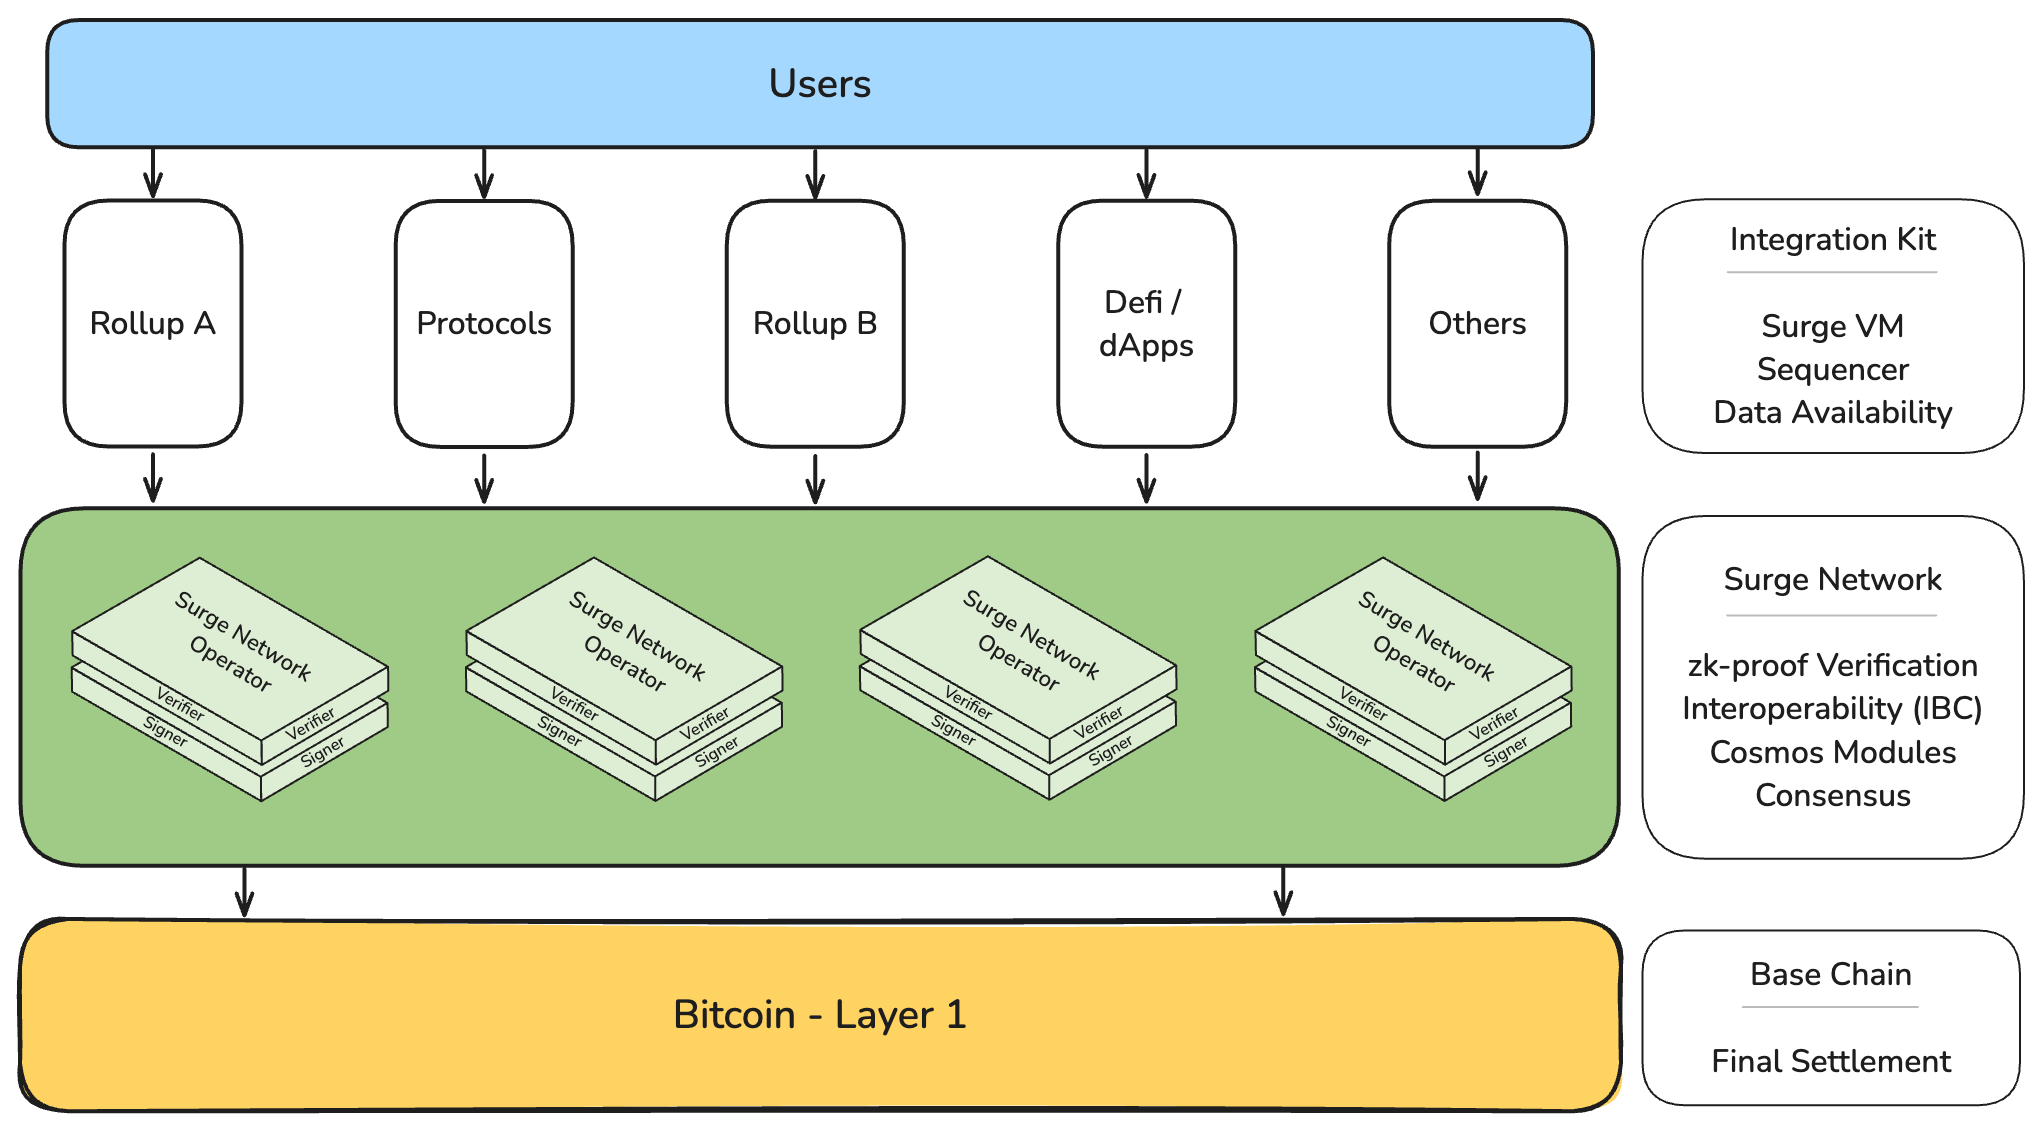 Users
Rollup A
Protocols
Rollup B
Defi /
dApps
Others
Integration Kit
Surge VM
Sequencer
Data Availability
Surge Network
Operator
Verifier
Verifier
Signer
Signer
Surge Network
Operator
Verifier
Verifier
Signer
Signer
Surge Network
Operator
Verifier
Verifier
Signer
Signer
Surge Network
Operator
Verifier
Verifier
Signer
Signer
Surge Network
zk-proof Verification
Interoperability (IBC)
Cosmos Modules
Consensus
Bitcoin - Layer 1
Base Chain
Final Settlement